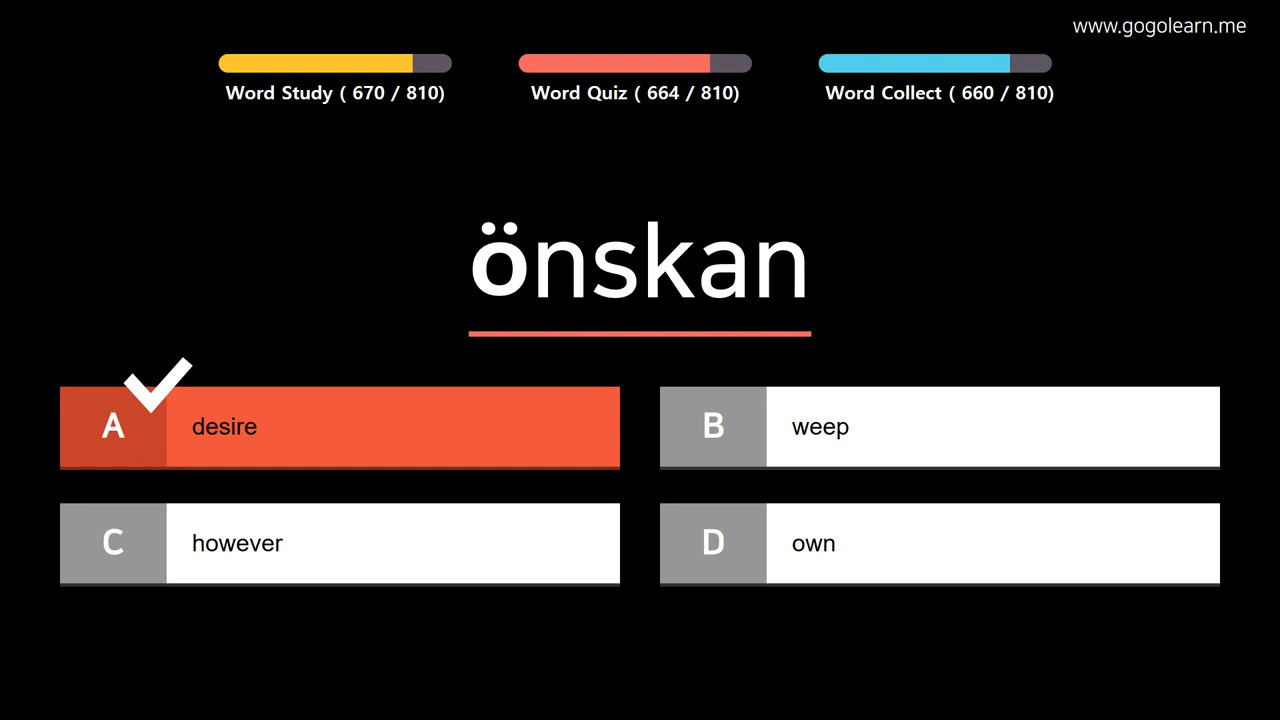 www.gogolearn.me
Word Study ( 670 / 810)
Word Quiz ( 664 / 810)
Word Collect ( 660 / 810)
önskan
A desire
B weep
C however
D own